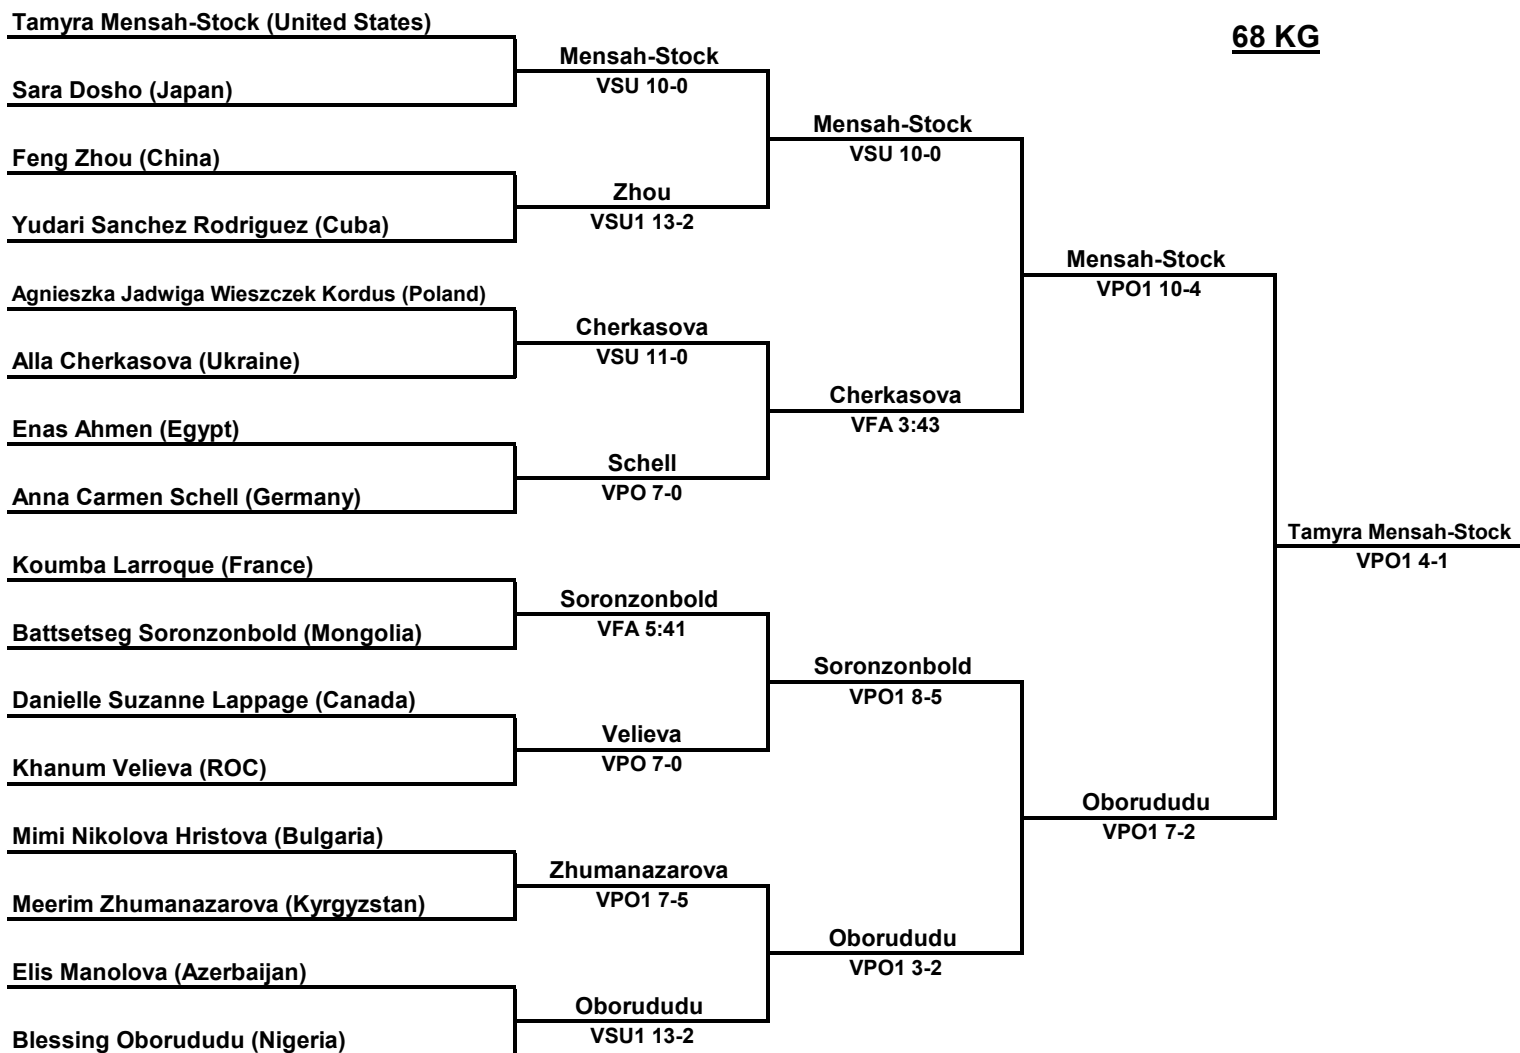 Tamyra Mensah-Stock (United States)
68 KG
Mensah-Stock
VSU 10-0
Sara Dosho (Japan)
Mensah-Stock
VSU 10-0
Feng Zhou (China)
Zhou
VSU1 13-2
Yudari Sanchez Rodriguez (Cuba)
Mensah-Stock
VPO1 10-4
Agnieszka Jadwiga Wieszczek Kordus (Poland)
Cherkasova
VSU 11-0
Alla Cherkasova (Ukraine)
Cherkasova
VFA 3:43
Enas Ahmen (Egypt)
Schell
VPO 7-0
Anna Carmen Schell (Germany)
Tamyra Mensah-Stock
VPO1 4-1
Koumba Larroque (France)
Soronzonbold
VFA 5:41
Battsetseg Soronzonbold (Mongolia)
Soronzonbold
VPO1 8-5
Danielle Suzanne Lappage (Canada)
Velieva
VPO 7-0
Khanum Velieva (ROC)
Oborududu
VPO1 7-2
Mimi Nikolova Hristova (Bulgaria)
Zhumanazarova
VPO1 7-5
Meerim Zhumanazarova (Kyrgyzstan)
Oborududu
VPO1 3-2
Elis Manolova (Azerbaijan)
Oborududu
VSU1 13-2
Blessing Oborududu (Nigeria)